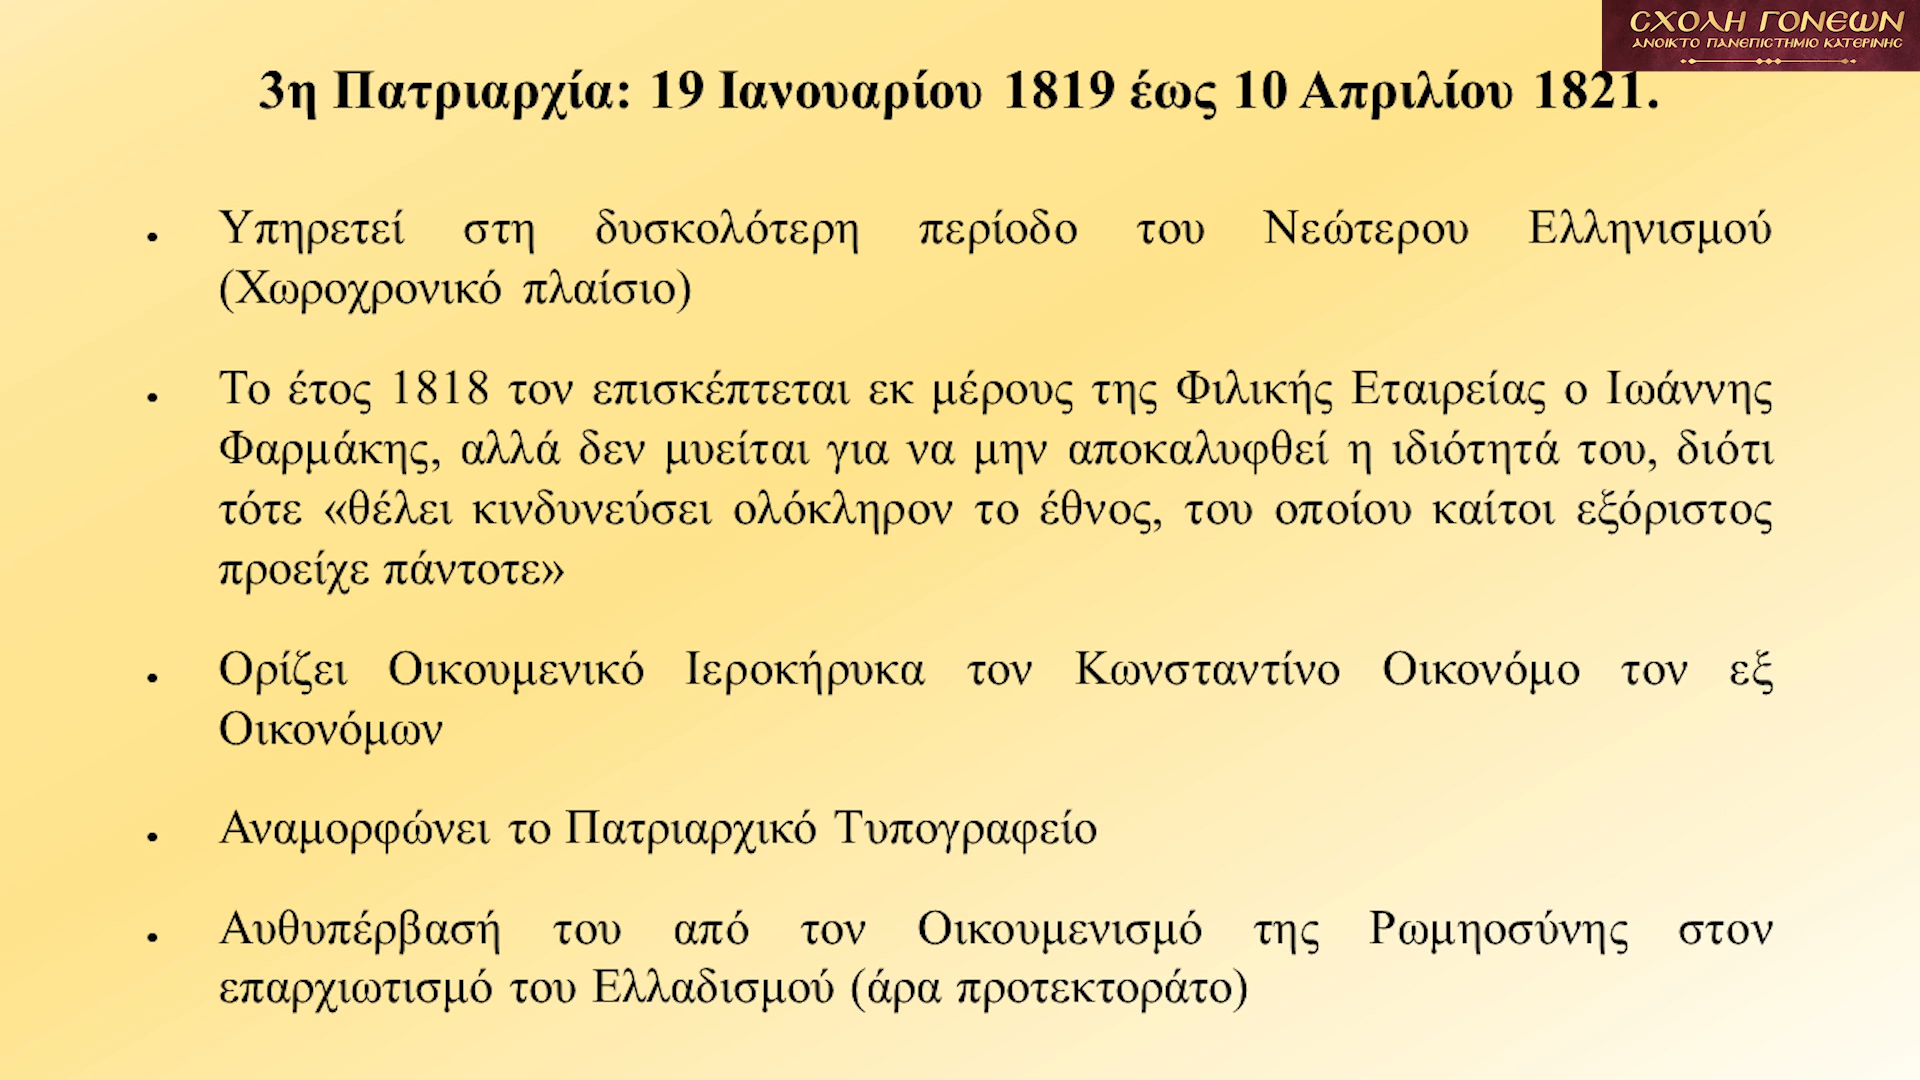 ΣΧΟΛΗ ΓΟΝΕΩΝ
ΑΝΟΙΚΤΟ ΠΑΝΕΠΙΣΤΗΜΙΟ ΚΑΤΕΡΙΝΗΣ
3η Πατριαρχία: 19 Ιανουαρίου 1819 έως 10 Απριλίου 1821.
• Υπηρετεί στη δυσκολότερη περίοδο του Νεώτερου Ελληνισμού
(Χωροχρονικό πλαίσιο)
• Το έτος 1818 τον επισκέπτεται εκ μέρους της Φιλικής Εταιρείας ο Ιωάννης
Φαρμάκης, αλλά δεν μυείται για να μην αποκαλυφθεί η ιδιότητά του, διότι
τότε «θέλει κινδυνεύσει ολόκληρον το έθνος, του οποίου καίτοι εξόριστος
προείχε πάντοτε»
• Ορίζει Οικουμενικό Ιεροκήρυκα τον Κωνσταντίνο Οικονόμο τον εξ
Οικονόμων
• Αναμορφώνει το Πατριαρχικό Τυπογραφείο
• Αυθυπέρβασή του από τον Οικουμενισμό της Ρωμηοσύνης στον
επαρχιωτισμό του Ελλαδισμού (άρα προτεκτοράτο)